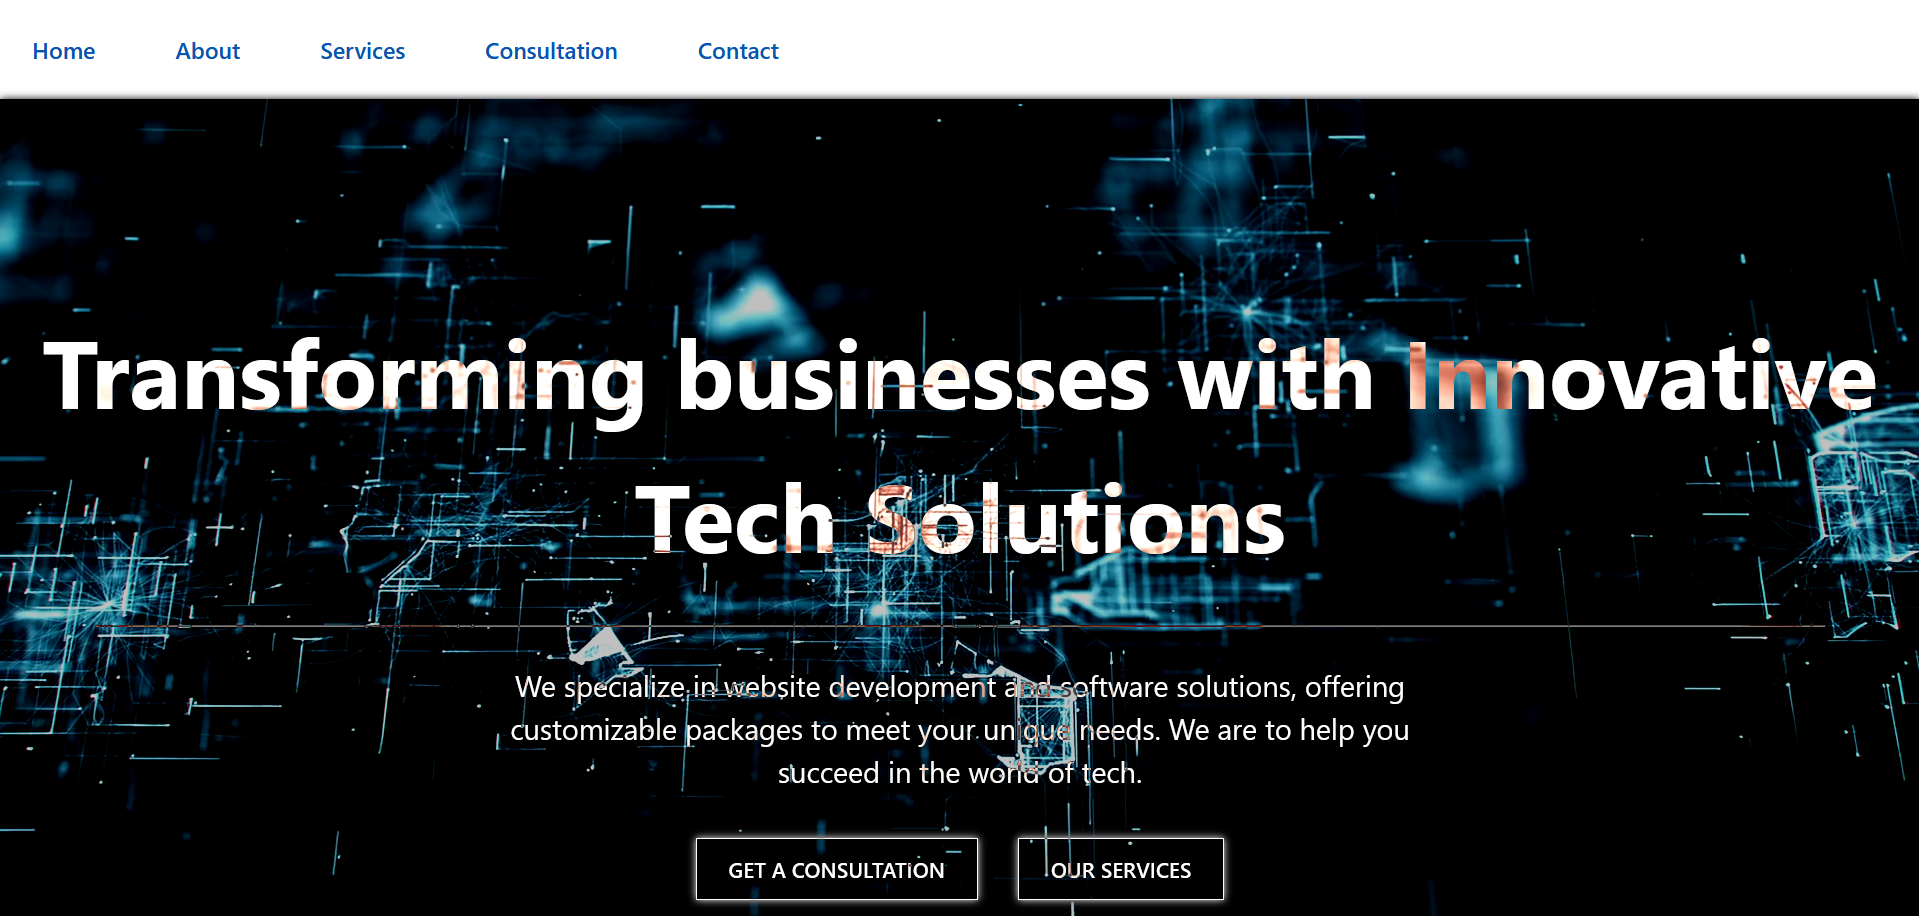 Home About Services Consultation Contact
Transforming businesses with Innovative
Tech Solutions
We specialize in website development and software solutions, offering
customizable packages to meet your unique needs. We are to help you
succeed in the world of tech.
GET A CONSULTATION OUR SERVICES